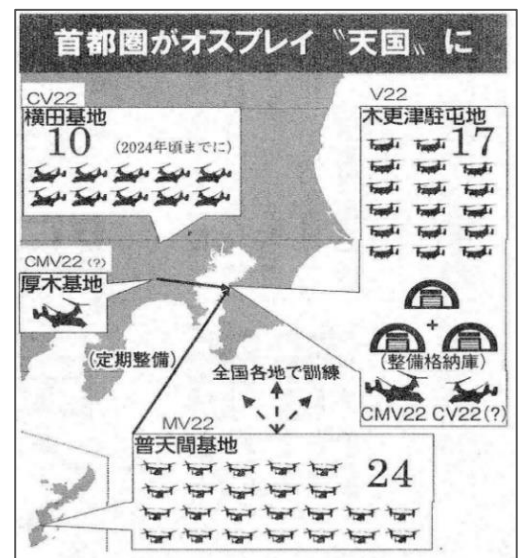 首都圏がオスプレイ〝天国〟に
CV22
横田基地
10 (2024年頃までに)
V22
木更津駐屯地
17
CMV22 (?)
厚木基地
+
(整備格納庫)
CMV22 CV22(?)
(定期整備)
全国各地で訓練
MV22
普天間基地
24